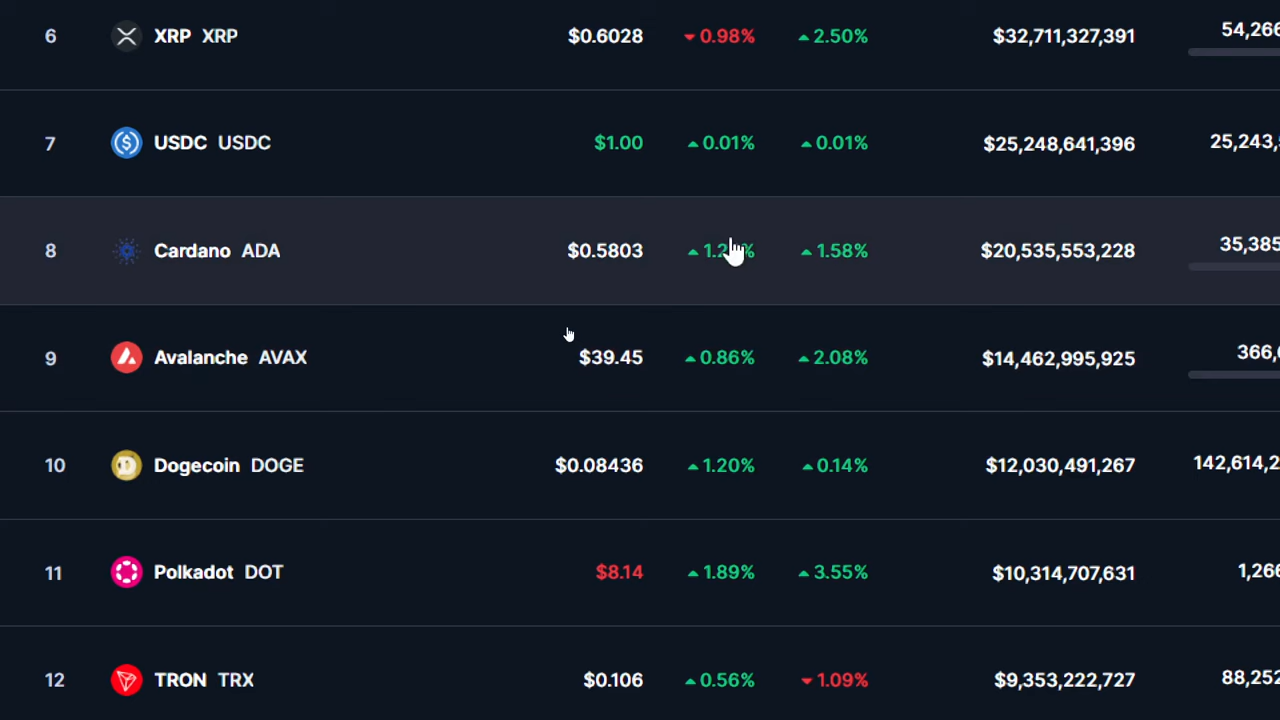 6 XRP XRP $0.6028 0.98% 2.50% $32,711,327,391 54,266
7 USDC USDC $1.00 0.01% 0.01% $25,248,641,396 25,243,
8 Cardano ADA $0.5803 1.58% $20,535,553,228 35,385
9 Avalanche AVAX $39.45 0.86% 2.08% $14,462,995,925 366,
10 Dogecoin DOGE $0.08436 1.20% 0.14% $12,030,491,267 142,614,2
11 Polkadot DOT $8.14 1.89% 3.55% $10,314,707,631 1,266
12 TRON TRX $0.106 0.56% 1.09% $9,353,222,727 88,252